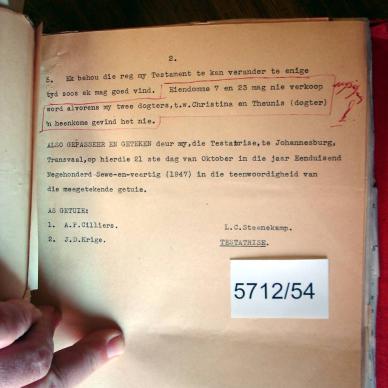 2.
5. Ek behou die reg my Testament te kan verander te enige
tyd soos ek mag goed vind. Eiendomme 7 en 23 mag nie verkoop
word alvorens my twee dogters, t.w. Christina en Theunis (dogter)
'n heenkome gevind het nie.
ALDUS GEPASSEER EN GETEKEN deur my, die Testatrise, te Johannesburg,
Transvaal, op hierdie 21 ste dag van Oktober in die jaar Eenduisend
Negehonderd Sewe-en-veertig (1947) in die teenwoordigheid van
die meegetekende getuie.
AS GETUIE:
1. A.F. Cilliers.
L.C. Steenekamp.
2. J.D. Krige.
TESTATRISE.
5712/54